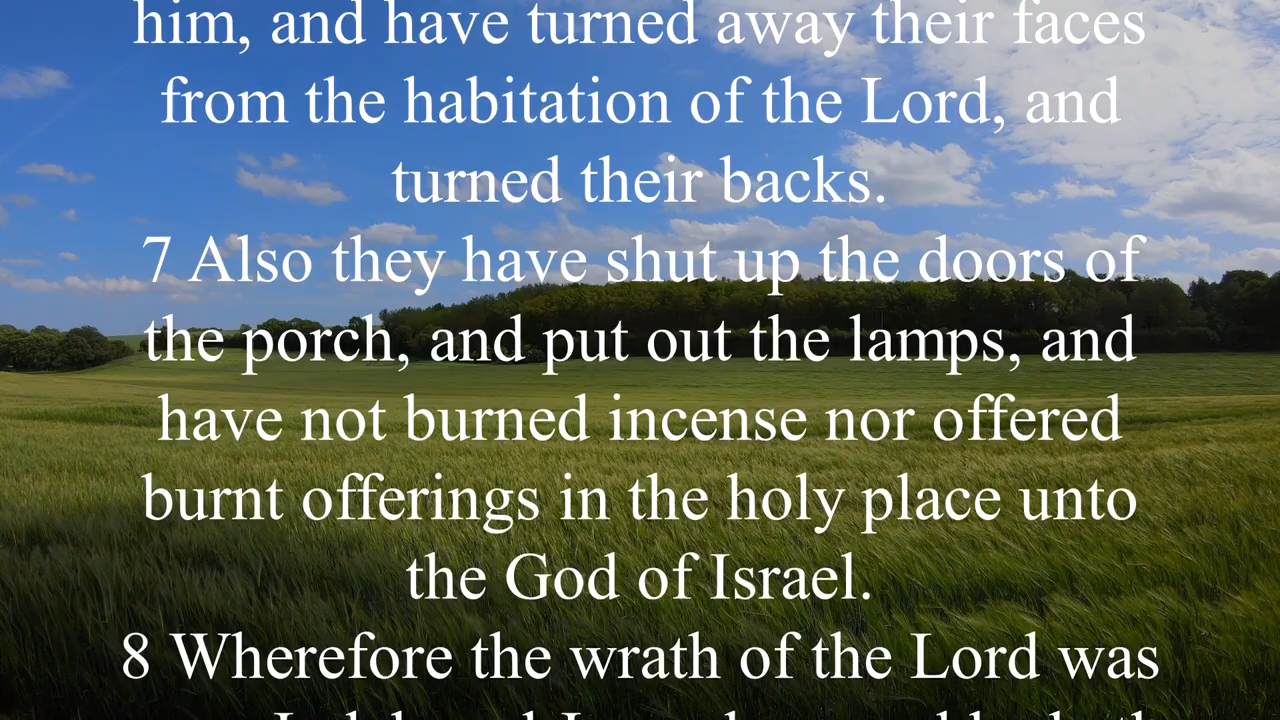 him, and have turned away their faces
from the habitation of the Lord, and
turned their backs.
7 Also they have shut up the doors of
the porch, and put out the lamps, and
have not burned incense nor offered
burnt offerings in the holy place unto
the God of Israel.
8 Wherefore the wrath of the Lord was